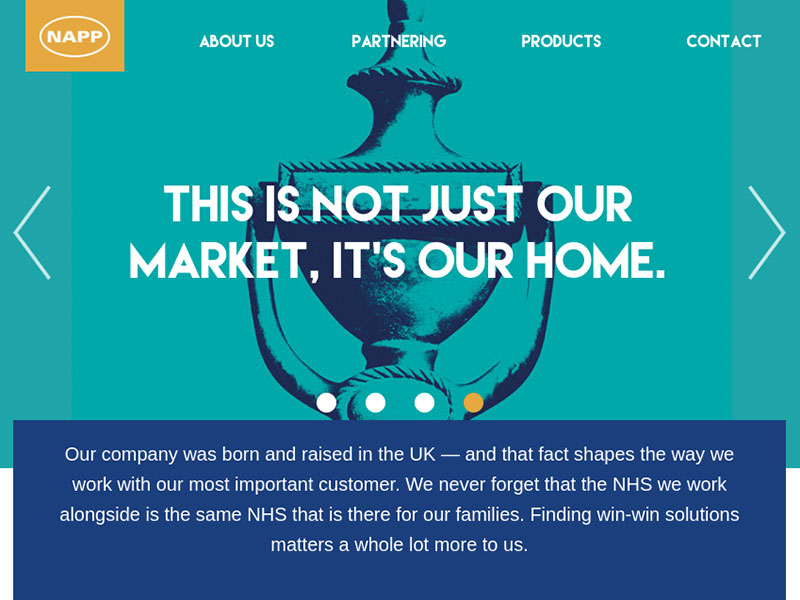 NAPP
ABOUT US
PARTNERING
PRODUCTS
CONTACT
THIS IS NOT JUST OUR
MARKET, IT'S OUR HOME.
Our company was born and raised in the UK — and that fact shapes the way we
work with our most important customer. We never forget that the NHS we work
alongside is the same NHS that is there for our families. Finding win-win solutions
matters a whole lot more to us.